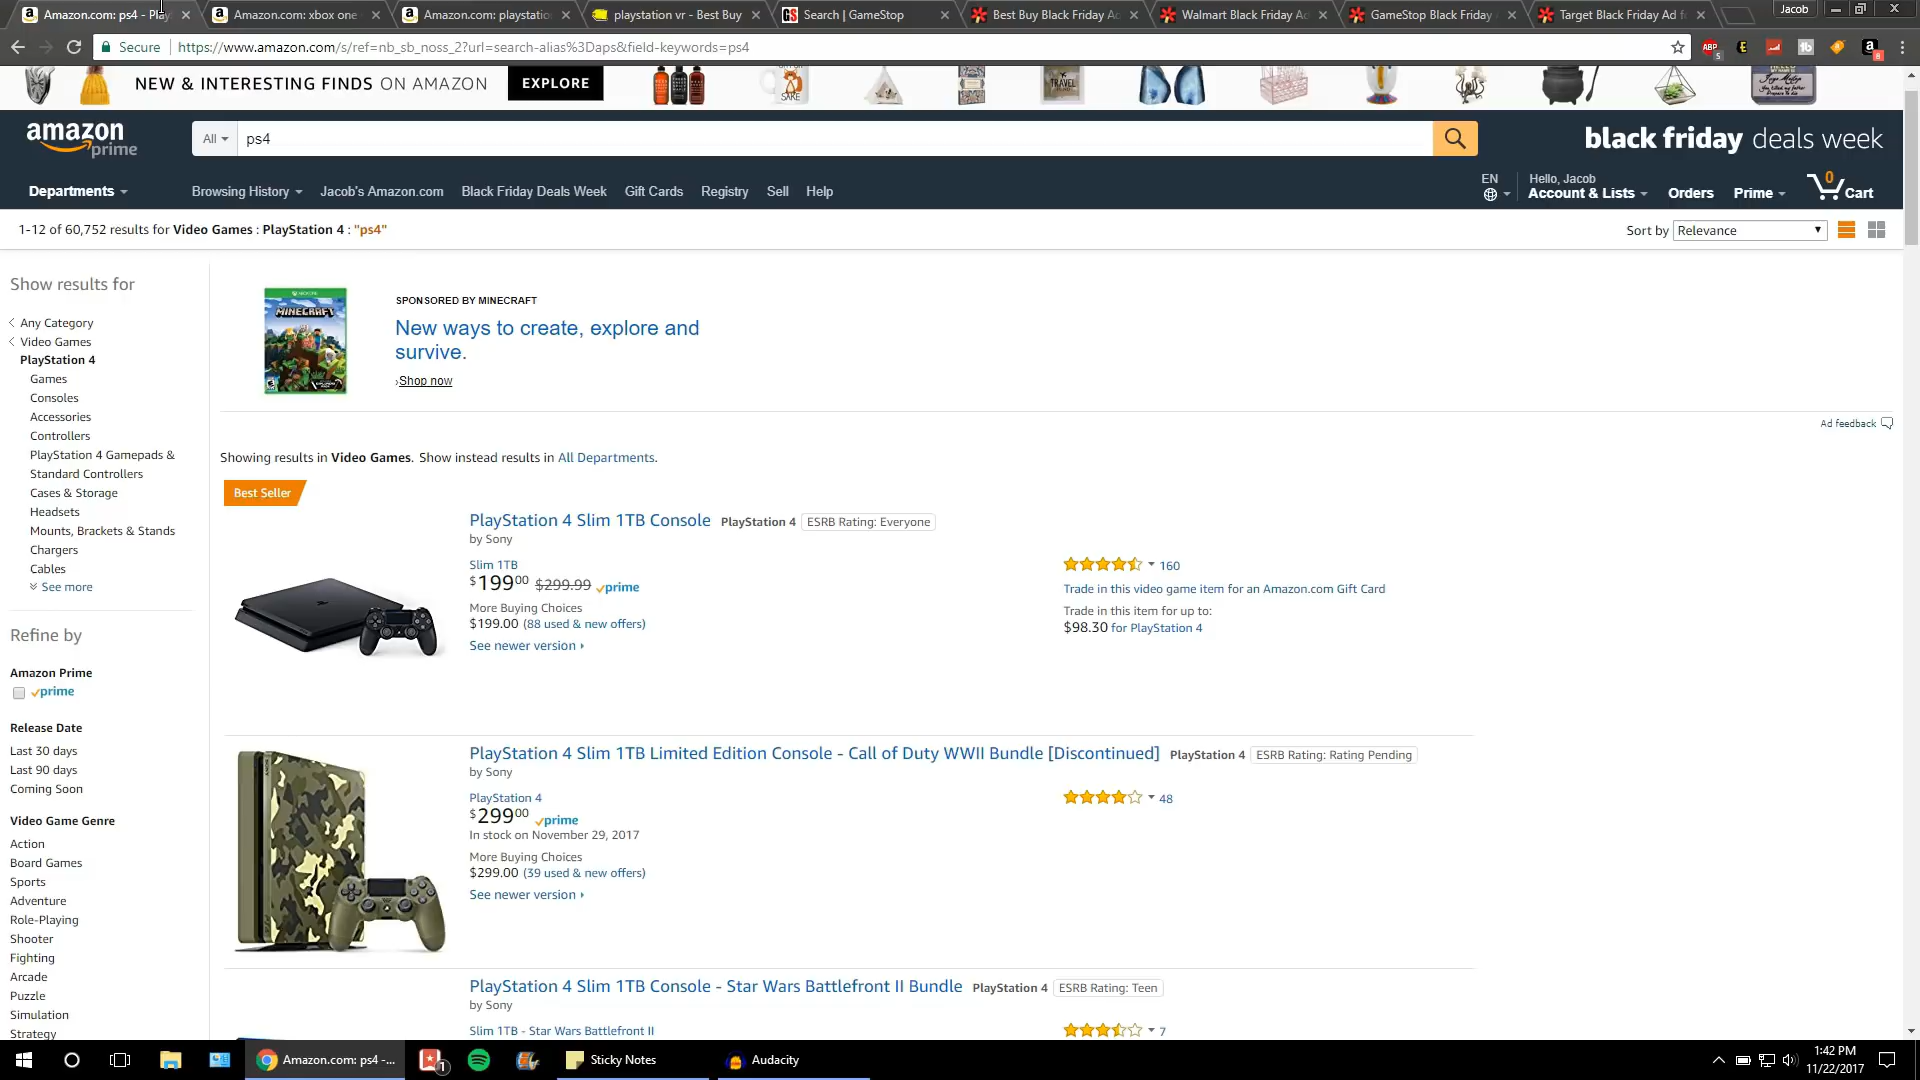 Amazon.com: ps4 - Play
Amazon.com: xbox one
Amazon.com: playstatio
playstation vr - Best Buy
Search | GameStop
Best Buy Black Friday Ad
Walmart Black Friday Ad
GameStop Black Friday
Target Black Friday Ad fo
Jacob
Secure
https://www.amazon.com/s/ref=nb_sb_noss_2?url=search-alias%3Daps&field-keywords=ps4
ABP
5
8
NEW & INTERESTING FINDS ON AMAZON
EXPLORE
SAKE
TRAVEL
amazon prime
All
ps4
black friday deals week
Departments
Browsing History
Jacob's Amazon.com
Black Friday Deals Week
Gift Cards
Registry
Sell
Help
EN
Hello, Jacob
Account & Lists
Orders
Prime
0
Cart
1-12 of 60,752 results for Video Games : PlayStation 4 : "ps4"
Sort by
Relevance
Show results for
Any Category
Video Games
PlayStation 4
Games
Consoles
Accessories
Controllers
PlayStation 4 Gamepads &
Standard Controllers
Cases & Storage
Headsets
Mounts, Brackets & Stands
Chargers
Cables
See more
Refine by
Amazon Prime
prime
Release Date
Last 30 days
Last 90 days
Coming Soon
Video Game Genre
Action
Board Games
Sports
Adventure
Role-Playing
Shooter
Fighting
Arcade
Puzzle
Simulation
Strategy
MINECRAFT
SPONSORED BY MINECRAFT
New ways to create, explore and
survive.
Shop now
Ad feedback
Showing results in Video Games. Show instead results in All Departments.
Best Seller
PlayStation 4 Slim 1TB Console PlayStation 4 ESRB Rating: Everyone
by Sony
Slim 1TB
$199 00 $299.99 prime
More Buying Choices
$199.00 (88 used & new offers)
See newer version
160
Trade in this video game item for an Amazon.com Gift Card
Trade in this item for up to:
$98.30 for PlayStation 4
PlayStation 4 Slim 1TB Limited Edition Console - Call of Duty WWII Bundle [Discontinued] PlayStation 4 ESRB Rating: Rating Pending
by Sony
PlayStation 4
$299 00 prime
In stock on November 29, 2017
More Buying Choices
$299.00 (39 used & new offers)
See newer version
48
PlayStation 4 Slim 1TB Console - Star Wars Battlefront II Bundle PlayStation 4 ESRB Rating: Teen
by Sony
Slim 1TB - Star Wars Battlefront II
7
Amazon.com: ps4 -...
1
Sticky Notes
Audacity
1:42 PM
11/22/2017